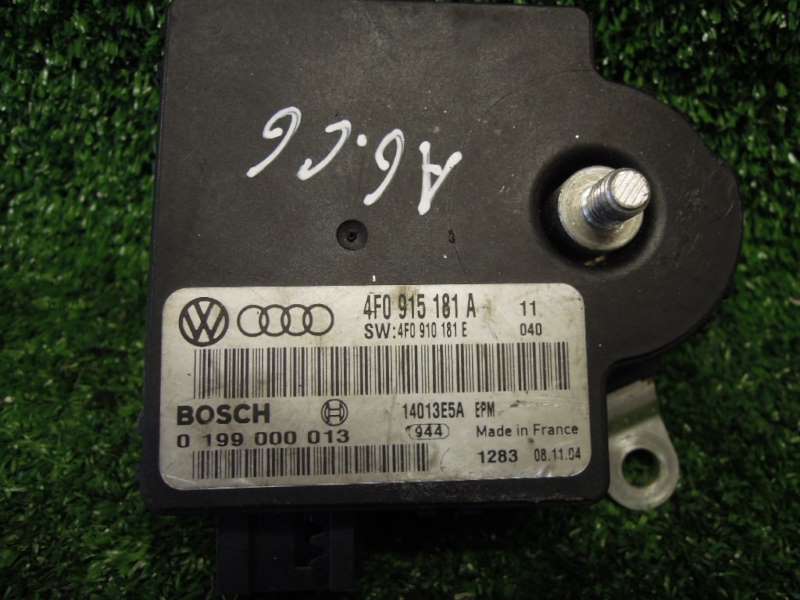 A6.C6
4F0 915 181 A 11
SW:4F0 910 181 E 040
BOSCH 14013E5A EPM
0 199 000 013 944 Made in France
1283 08.11.04